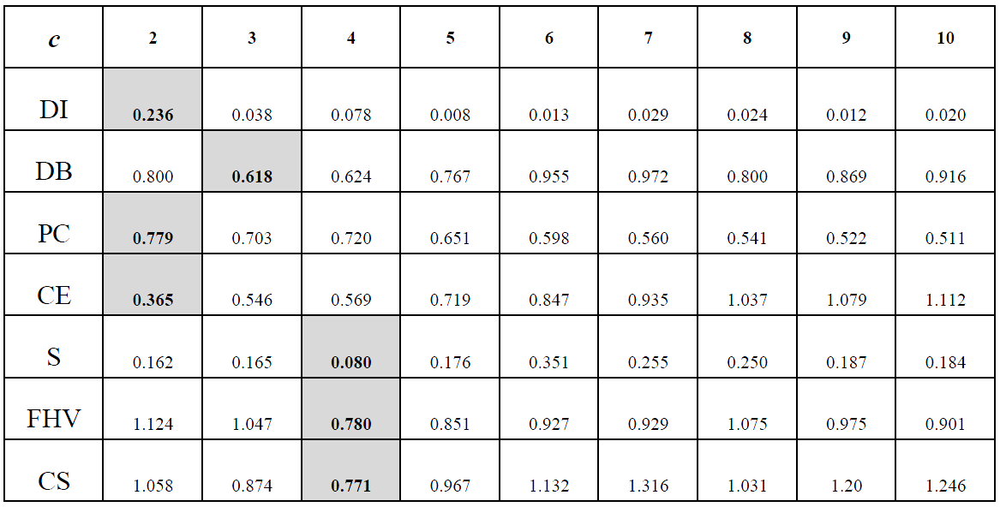 c 2 3 4 5 6 7 8 9 10
DI 0.236 0.038 0.078 0.008 0.013 0.029 0.024 0.012 0.020
DB 0.800 0.618 0.624 0.767 0.955 0.972 0.800 0.869 0.916
PC 0.779 0.703 0.720 0.651 0.598 0.560 0.541 0.522 0.511
CE 0.365 0.546 0.569 0.719 0.847 0.935 1.037 1.079 1.112
S 0.162 0.165 0.080 0.176 0.351 0.255 0.250 0.187 0.184
FHV 1.124 1.047 0.780 0.851 0.927 0.929 1.075 0.975 0.901
CS 1.058 0.874 0.771 0.967 1.132 1.316 1.031 1.20 1.246